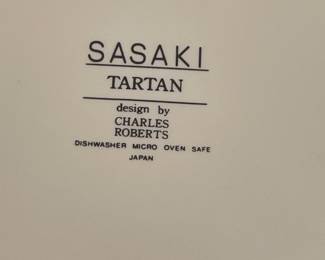 SASAKI
TARTAN
design by
CHARLES
ROBERTS
DISHWASHER MICRO OVEN SAFE
JAPAN